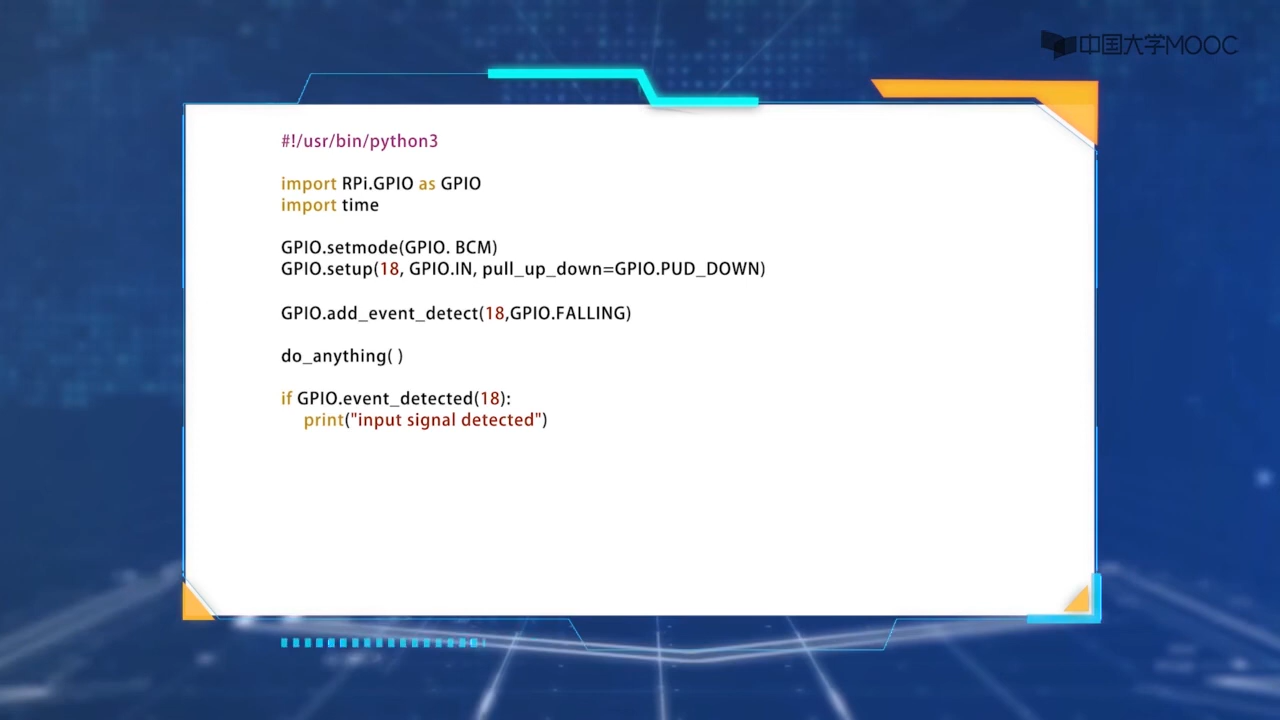 中国大学MOOC
#!/usr/bin/python3
import RPi.GPIO as GPIO
import time
GPIO.setmode(GPIO. BCM)
GPIO.setup(18, GPIO.IN, pull_up_down=GPIO.PUD_DOWN)
GPIO.add_event_detect(18,GPIO.FALLING)
do_anything( )
if GPIO.event_detected(18):
print("input signal detected")